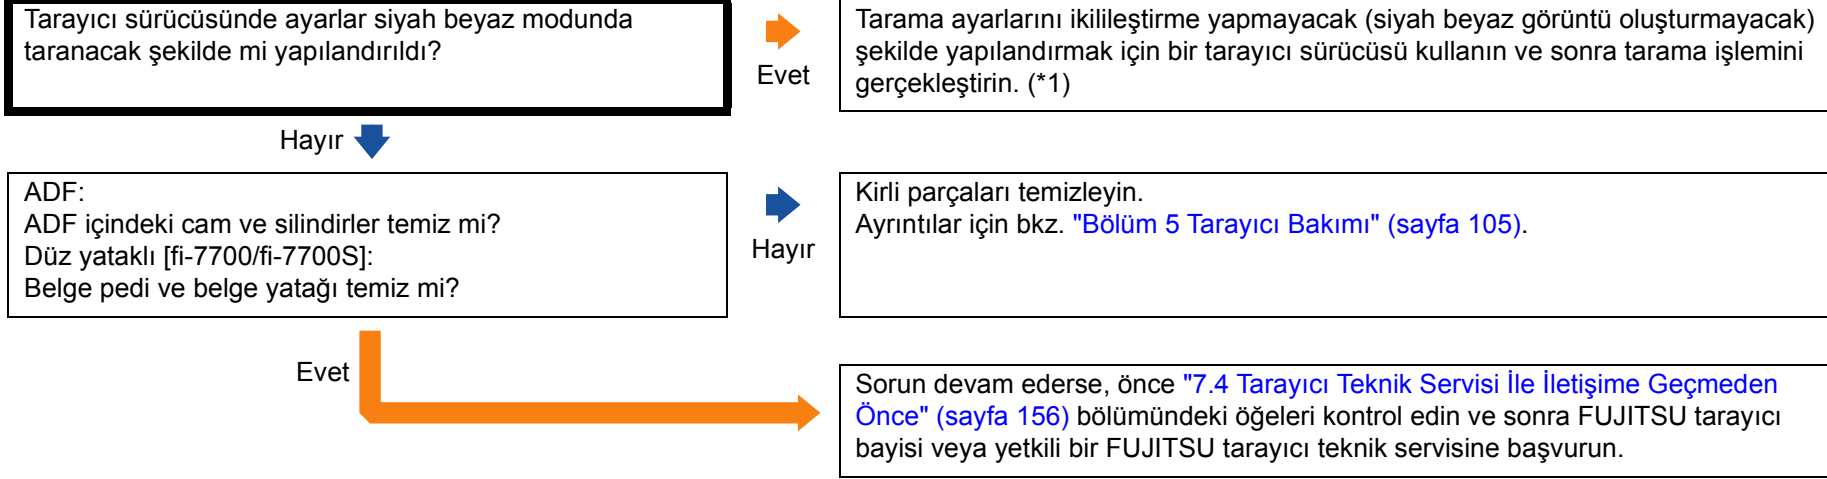 Tarayıcı sürücüsünde ayarlar siyah beyaz modunda
taranacak şekilde mi yapılandırıldı?
Evet
Tarama ayarlarını ikilileştirme yapmayacak (siyah beyaz görüntü oluşturmayacak)
şekilde yapılandırmak için bir tarayıcı sürücüsü kullanın ve sonra tarama işlemini
gerçekleştirin. (*1)
Hayır
ADF:
ADF içindeki cam ve silindirler temiz mi?
Düz yataklı [fi-7700/fi-7700S]:
Belge pedi ve belge yatağı temiz mi?
Hayır
Kirli parçaları temizleyin.
Ayrıntılar için bkz. "Bölüm 5 Tarayıcı Bakımı" (sayfa 105).
Evet
Sorun devam ederse, önce "7.4 Tarayıcı Teknik Servisi İle İletişime Geçmeden
Önce" (sayfa 156) bölümündeki öğeleri kontrol edin ve sonra FUJITSU tarayıcı
bayisi veya yetkili bir FUJITSU tarayıcı teknik servisine başvurun.